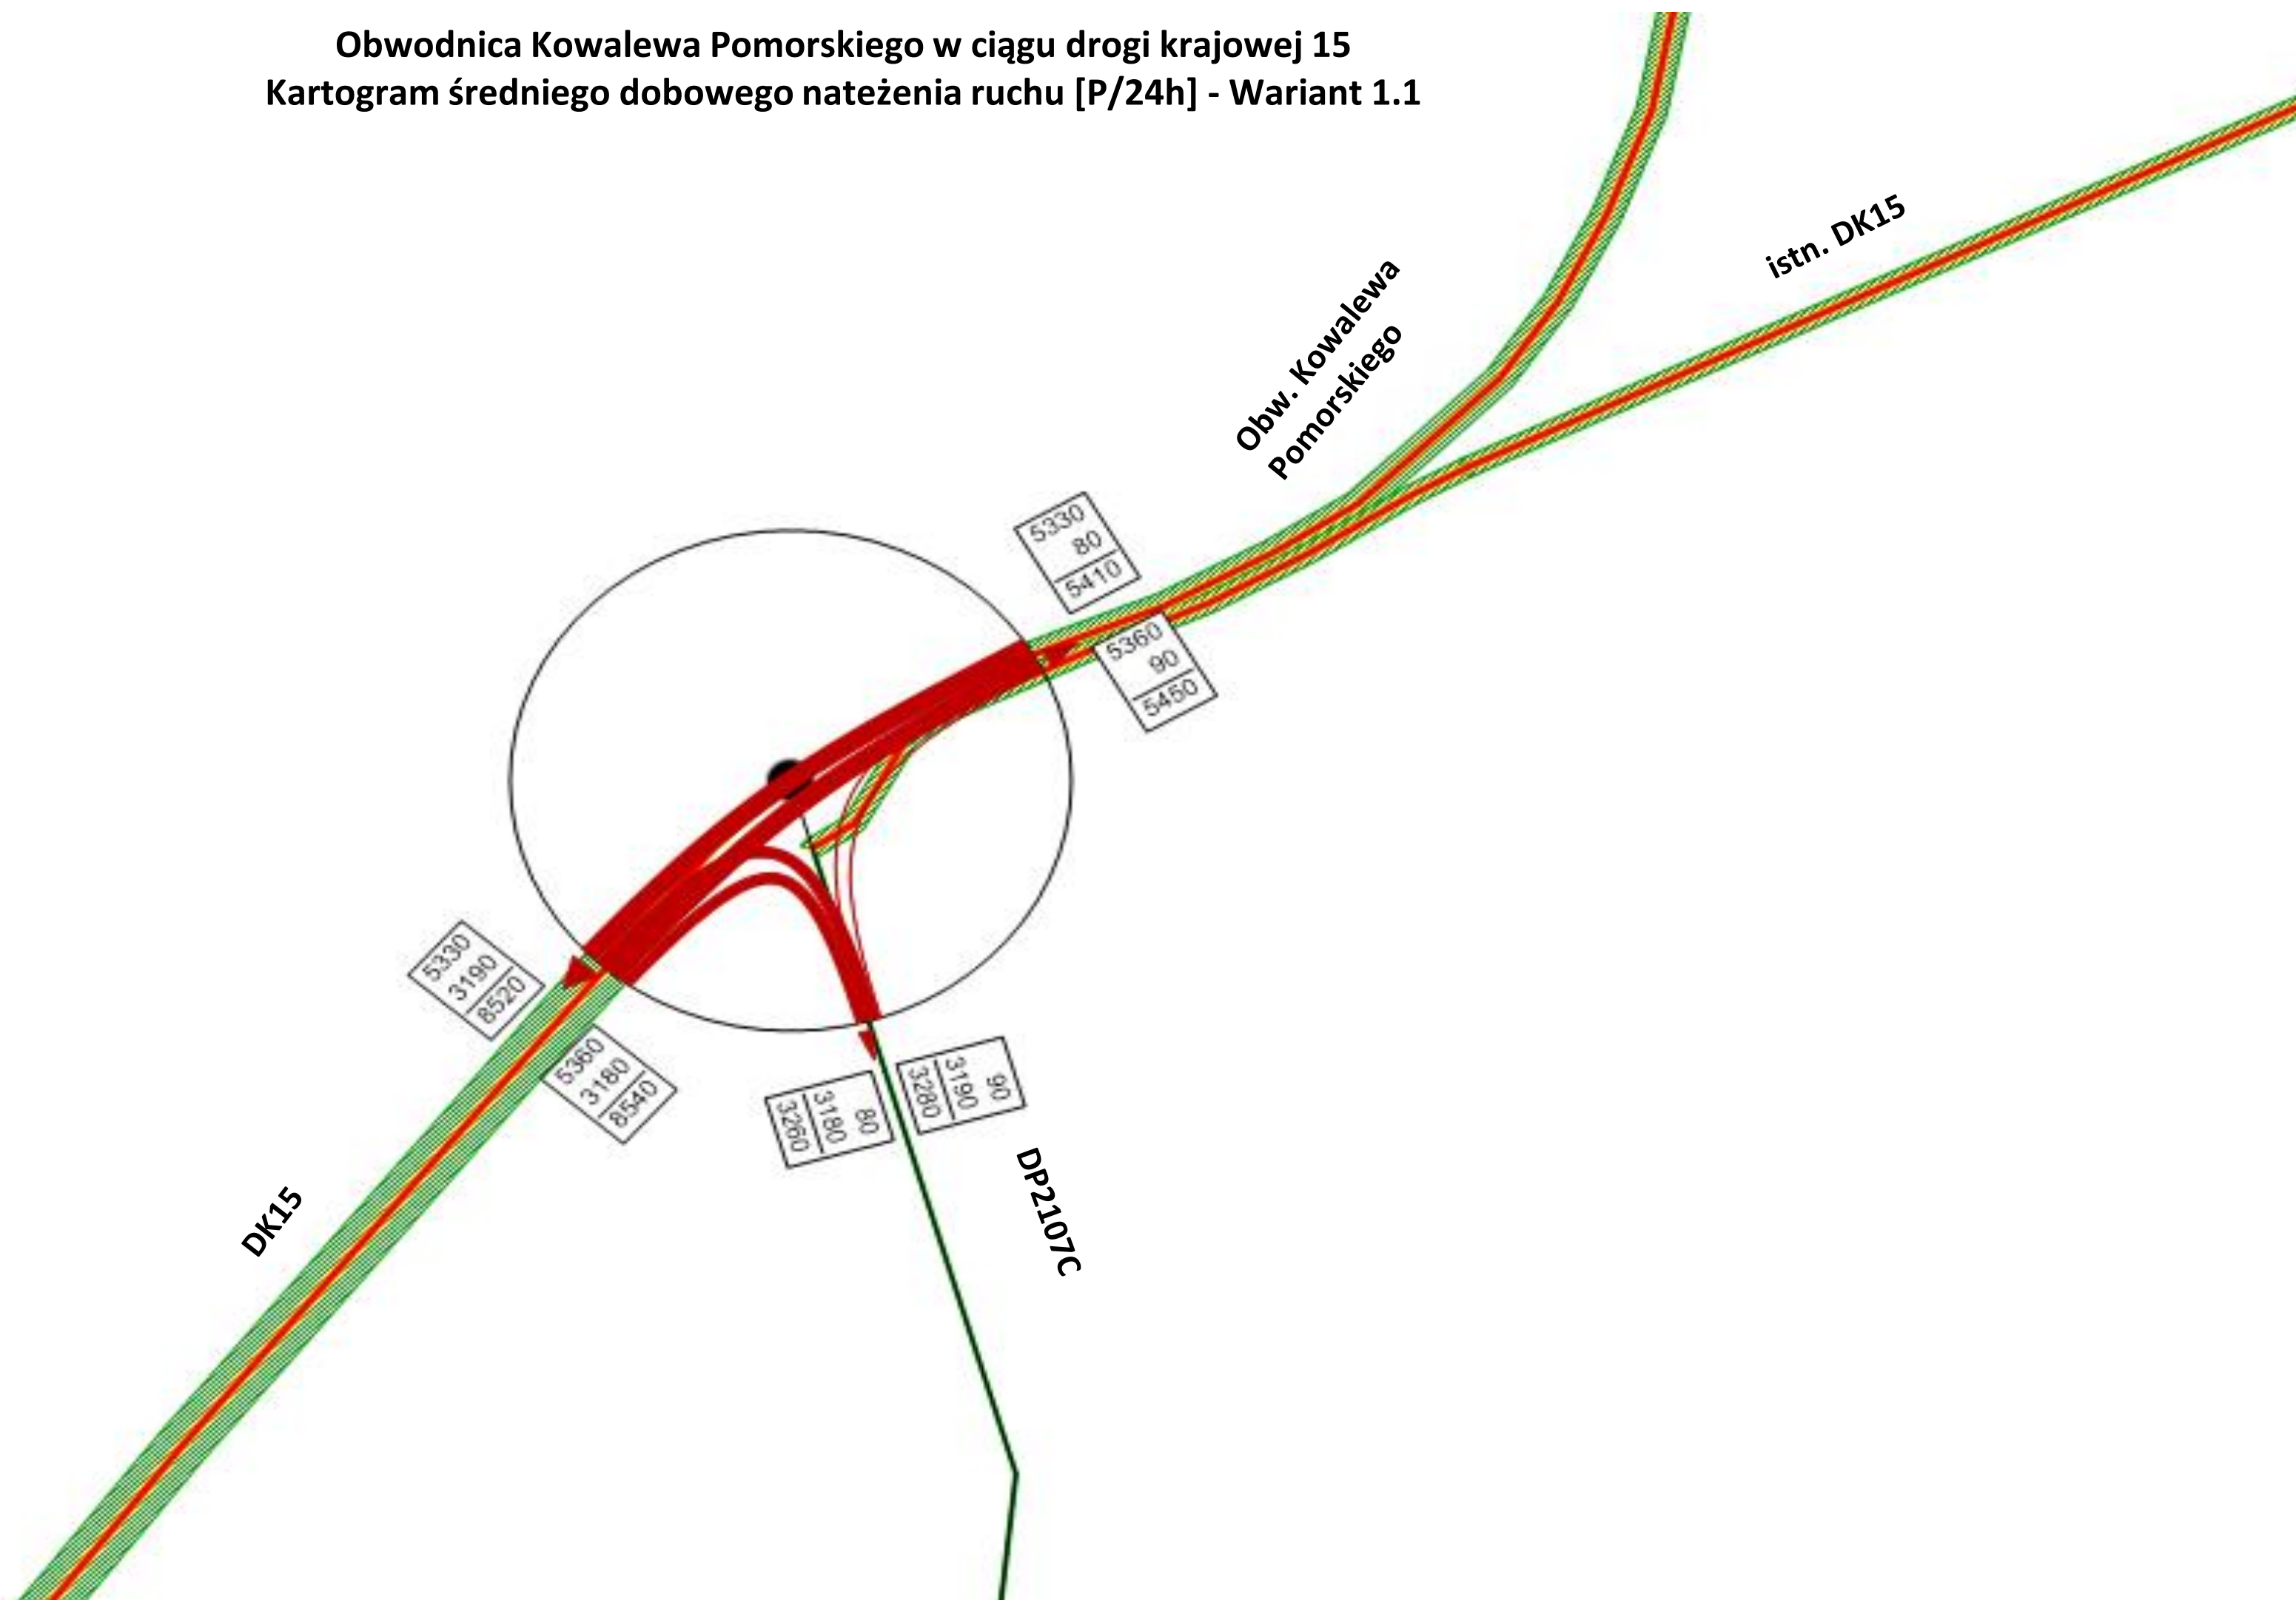 Obwodnica Kowalewa Pomorskiego w ciągu drogi krajowej 15
Kartogram średniego dobowego nateżenia ruchu [P/24h] - Wariant 1.1
istn. DK15
Obw. Kowalewa
Pomorskiego
5330
80
5410
5360
90
5450
5330
3190
8520
5360
3180
8540
80
3180
3260
90
3190
3280
DK15
DP2107C